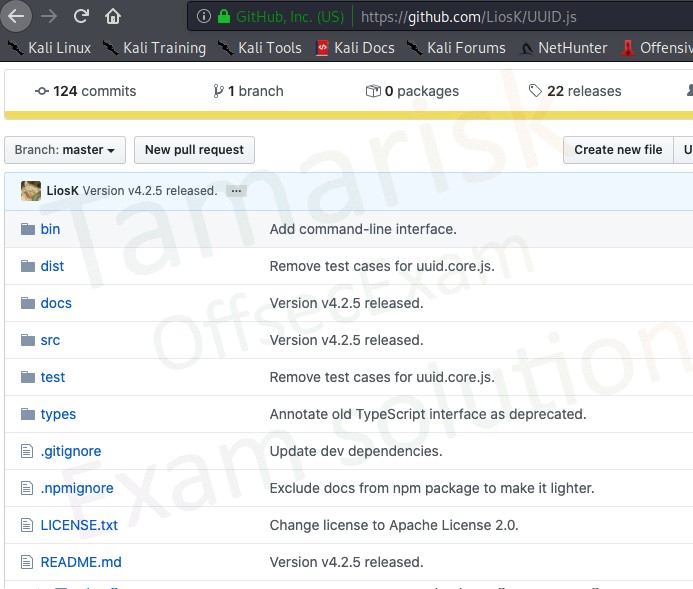 GitHub, Inc. (US) https://github.com/LiosK/UUID.js
Kali Linux Kali Training Kali Tools Kali Docs Kali Forums NetHunter Offensiv
124 commits 1 branch 0 packages 22 releases
Branch: master New pull request Create new file U
LiosK Version v4.2.5 released. ...
bin Add command-line interface.
dist Remove test cases for uuid.core.js.
docs Version v4.2.5 released.
src Version v4.2.5 released.
test Remove test cases for uuid.core.js.
types Annotate old TypeScript interface as deprecated.
.gitignore Update dev dependencies.
.npmignore Exclude docs from npm package to make it lighter.
LICENSE.txt Change license to Apache License 2.0.
README.md Version v4.2.5 released.
Tamarisk
OffsecExam
Exam solution